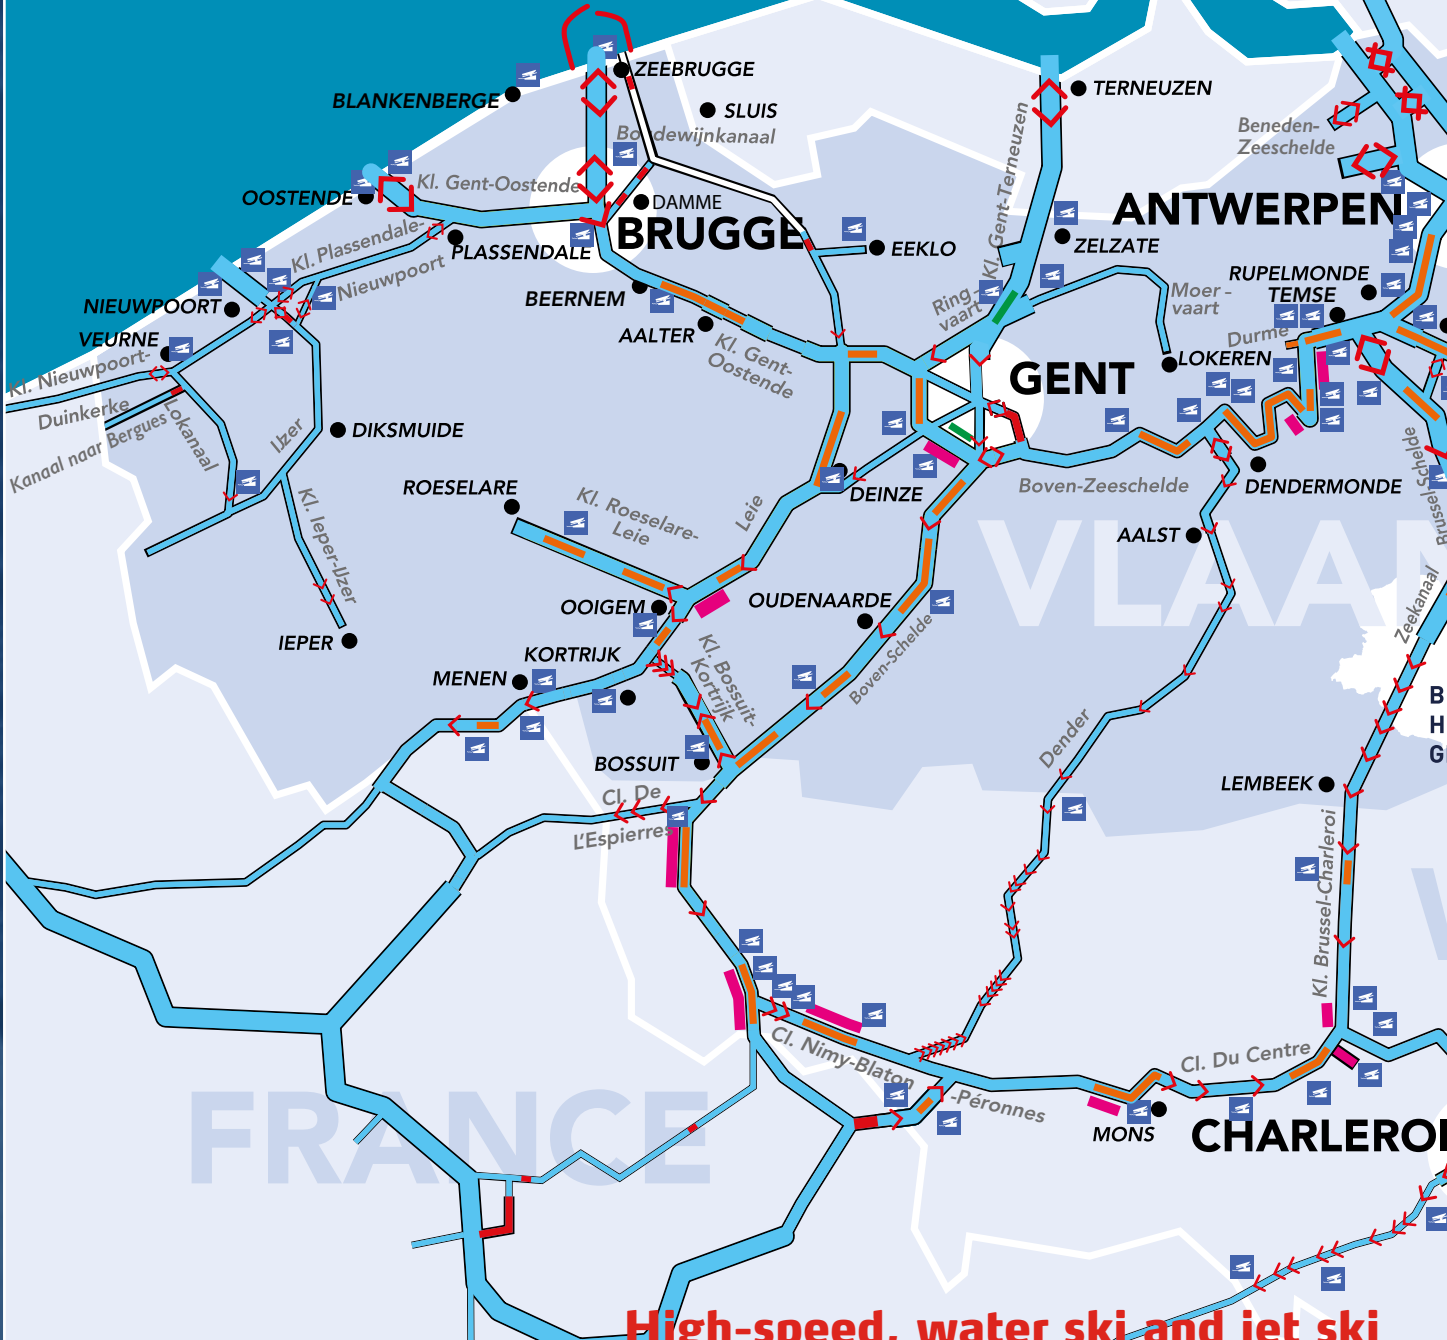 ZEEBRUGGE
BLANKENBERGE
SLUIS
TERNEUZEN
Boudewijnkanaal
Beneden-
Zeeschelde
Kl. Gent-Oostende
OOSTENDE
DAMME
BRUGGE
ANTWERPEN
Kl. Gent-Terneuzen
Kl. Plassendale-
Nieuwpoort
PLASSENDALE
EEKLO
ZELZATE
BEERNEM
RUPELMONDE
TEMSE
NIEUWPOORT
Ring-
vaart
Moer-
vaart
AALTER
Durme
VEURNE
Kl. Gent-
Oostende
LOKEREN
Kl. Nieuwpoort-
Duinkerke
GENT
Kanaal naar Bergues
Lokanaal
IJzer
DIKSMUIDE
ROESELARE
Kl. Roeselare-
Leie
Leie
DEINZE
Boven-Zeeschelde
DENDERMONDE
Brussel-Schelde
Kl. Ieper-IJzer
AALST
VLAAN
OOIGEM
OUDENAARDE
IEPER
Kl. Bossuit-
Kortrijk
Boven-Schelde
Zeekanaal
KORTRIJK
MENEN
B
H
G
BOSSUIT
Dender
LEMBEEK
Cl. De
L'Espierres
Kl. Brussel-Charleroi
Cl. Nimy-Blaton
-Péronnes
Cl. Du Centre
FRANCE
MONS
CHARLEROI
High-speed, water ski and jet ski